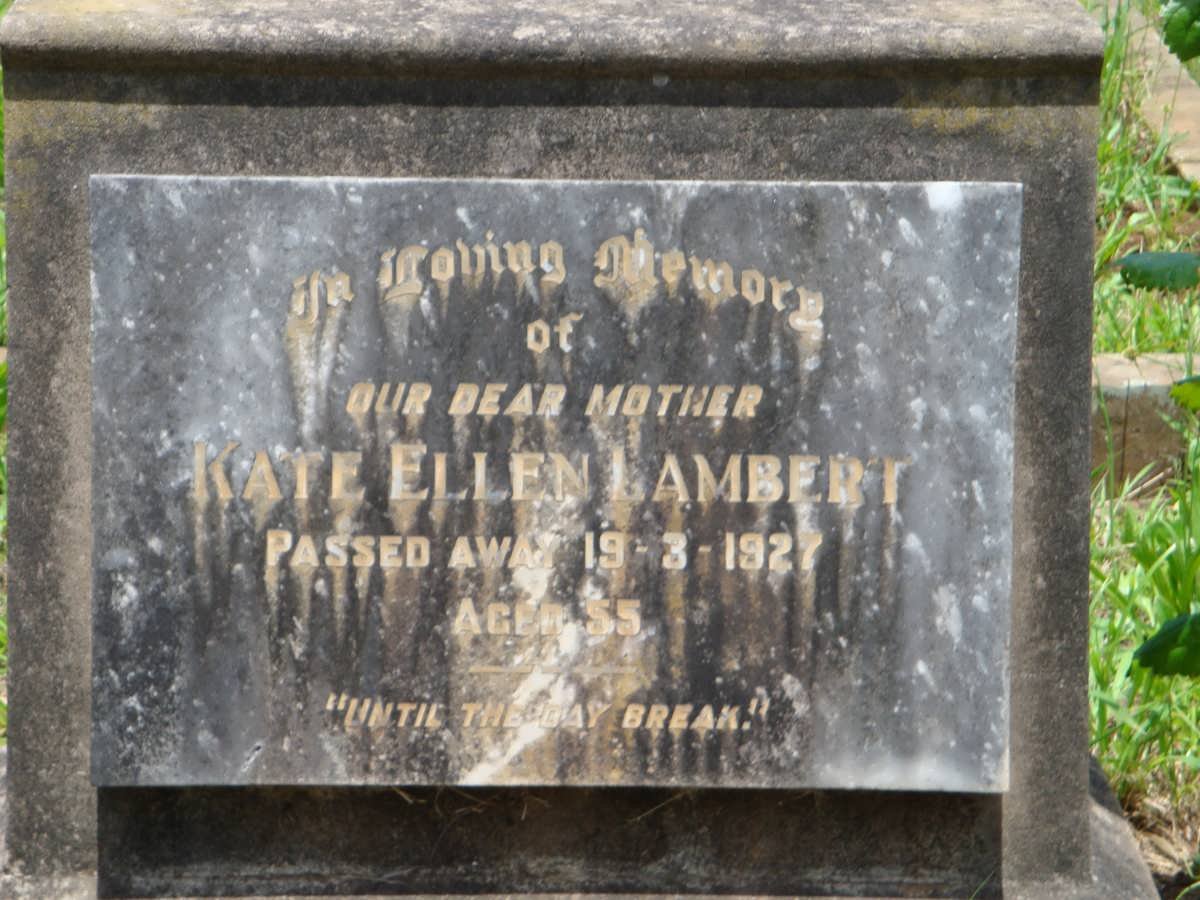 In Loving Memory
of
OUR DEAR MOTHER
KATE ELLEN LAMBERT
PASSED AWAY 19-3-1927
AGED 55
"UNTIL THE DAY BREAK."